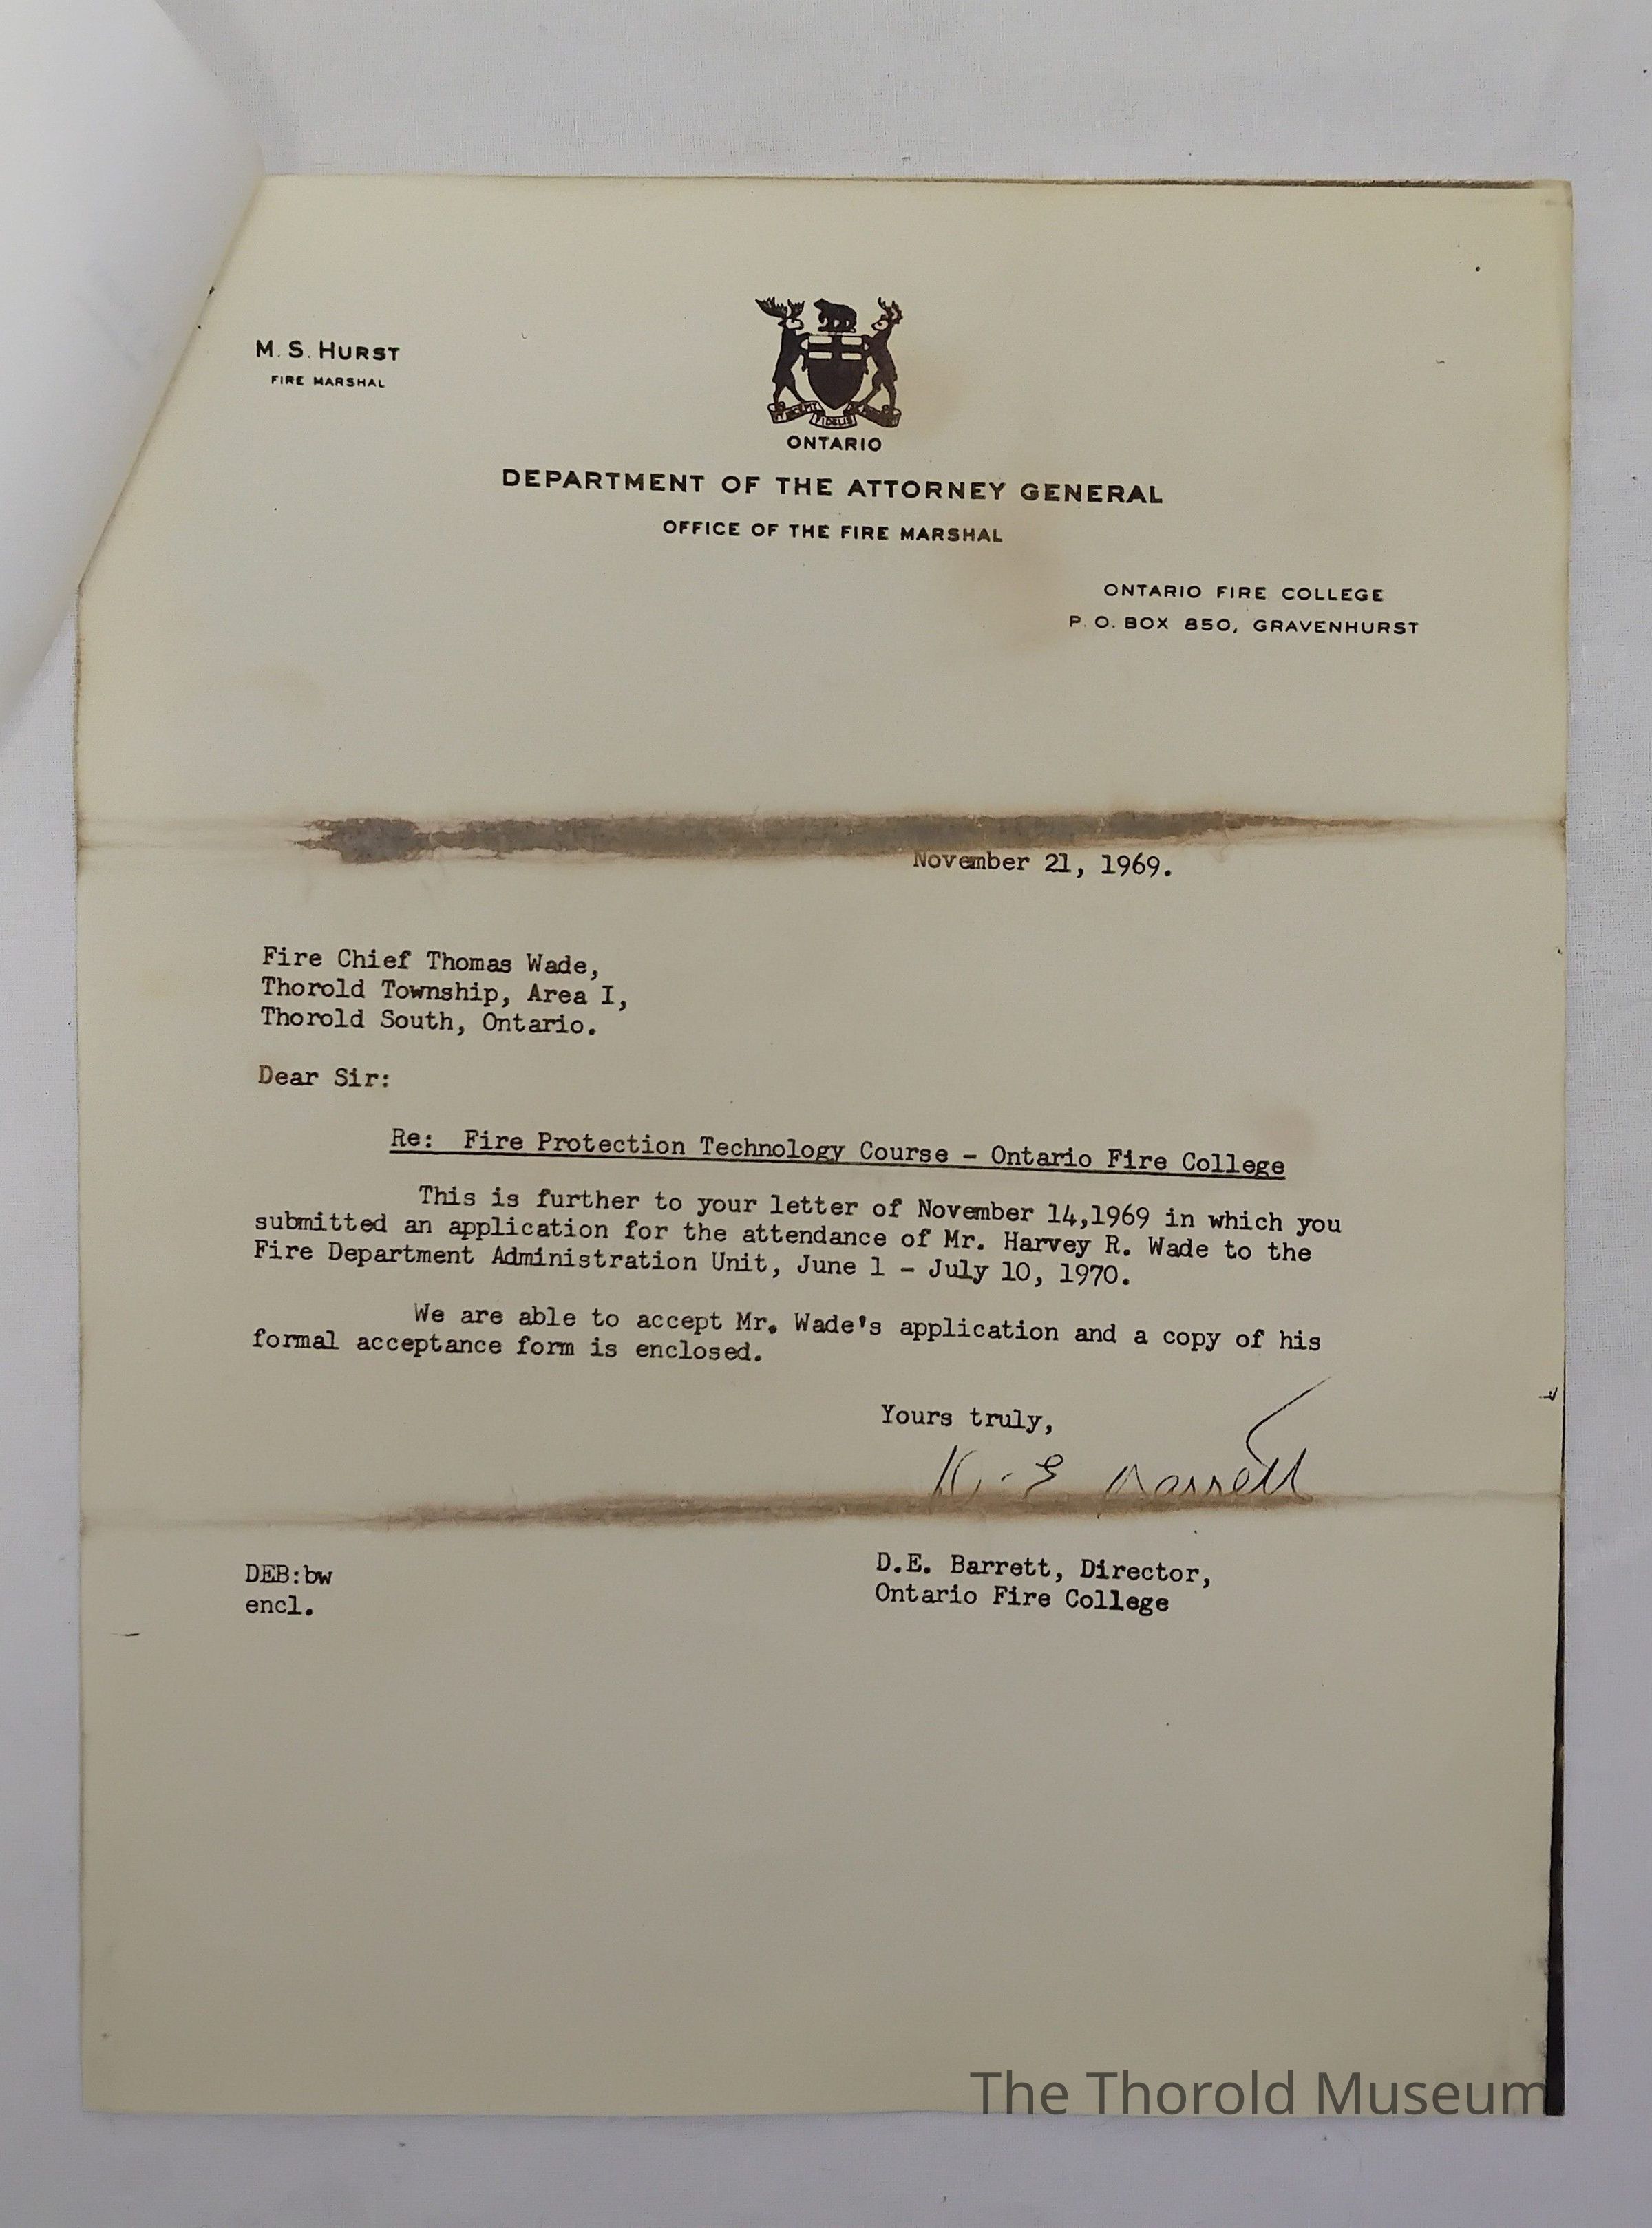 M. S. HURST
FIRE MARSHAL
FIDELIS
ONTARIO
DEPARTMENT OF THE ATTORNEY GENERAL
OFFICE OF THE FIRE MARSHAL
ONTARIO FIRE COLLEGE
P. O. BOX 850, GRAVENHURST
November 21, 1969.
Fire Chief Thomas Wade,
Thorold Township, Area I,
Thorold South, Ontario.
Dear Sir:
Re: Fire Protection Technology Course - Ontario Fire College
This is further to your letter of November 14,1969 in which you
submitted an application for the attendance of Mr. Harvey R. Wade to the
Fire Department Administration Unit, June 1 - July 10, 1970.
We are able to accept Mr. Wade's application and a copy of his
formal acceptance form is enclosed.
Yours truly,
D.E. Barrett, Director,
Ontario Fire College
DEB:bw
encl.
The Thorold Museum